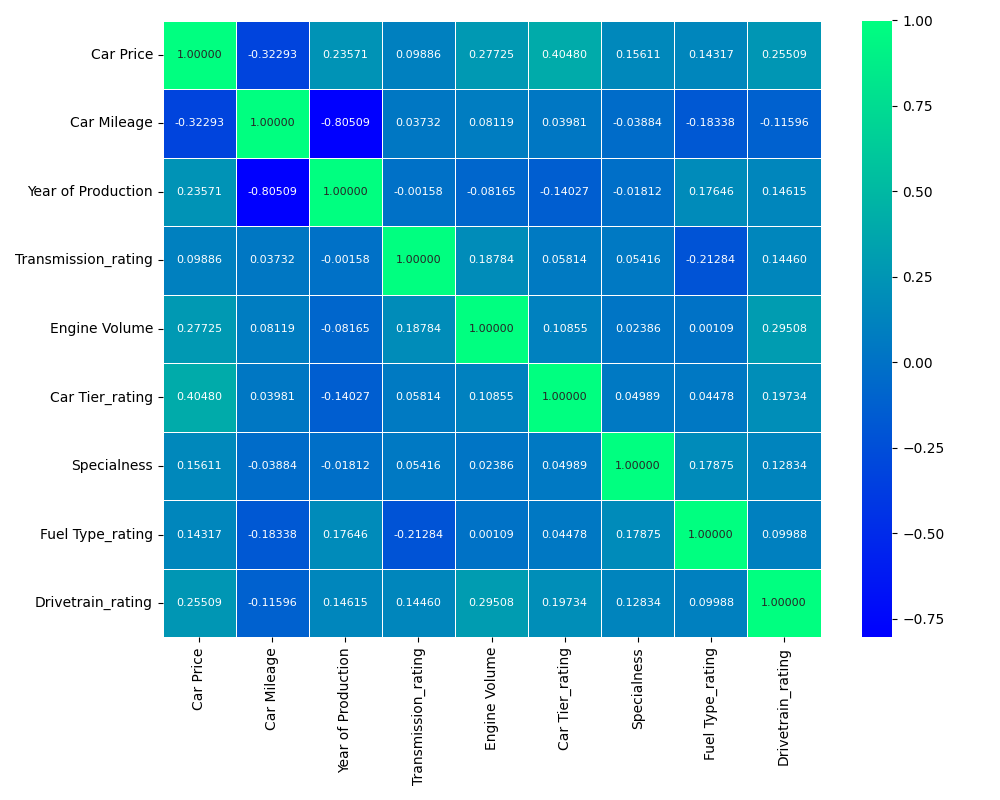 Car Price 1.00000 -0.32293 0.23571 0.09886 0.27725 0.40480 0.15611 0.14317 0.25509
Car Mileage -0.32293 1.00000 -0.80509 0.03732 0.08119 0.03981 -0.03884 -0.18338 -0.11596
Year of Production 0.23571 -0.80509 1.00000 -0.00158 -0.08165 -0.14027 -0.01812 0.17646 0.14615
Transmission_rating 0.09886 0.03732 -0.00158 1.00000 0.18784 0.05814 0.05416 -0.21284 0.14460
Engine Volume 0.27725 0.08119 -0.08165 0.18784 1.00000 0.10855 0.02386 0.00109 0.29508
Car Tier_rating 0.40480 0.03981 -0.14027 0.05814 0.10855 1.00000 0.04989 0.04478 0.19734
Specialness 0.15611 -0.03884 -0.01812 0.05416 0.02386 0.04989 1.00000 0.17875 0.12834
Fuel Type_rating 0.14317 -0.18338 0.17646 -0.21284 0.00109 0.04478 0.17875 1.00000 0.09988
Drivetrain_rating 0.25509 -0.11596 0.14615 0.14460 0.29508 0.19734 0.12834 0.09988 1.00000
Car Price
Car Mileage
Year of Production
Transmission_rating
Engine Volume
Car Tier_rating
Specialness
Fuel Type_rating
Drivetrain_rating
1.00
0.75
0.50
0.25
0.00
−0.25
−0.50
−0.75